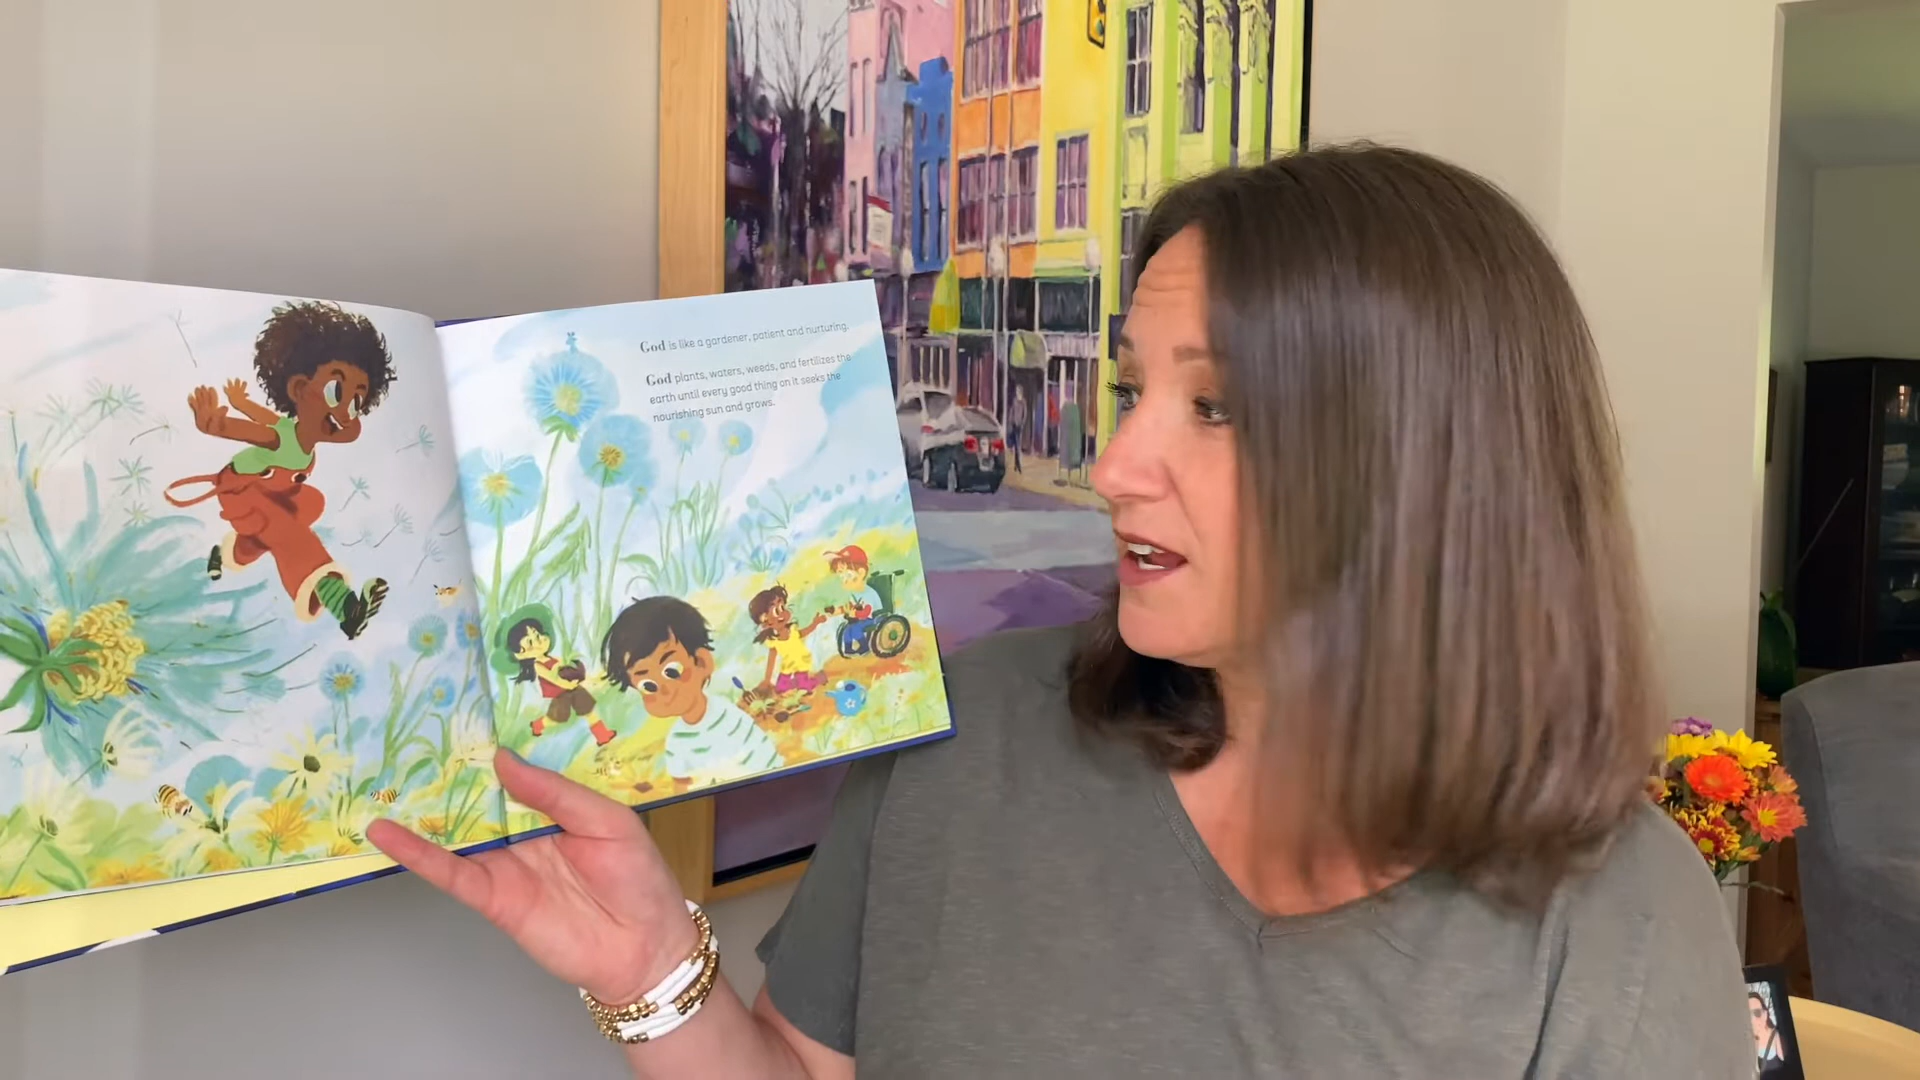 God is like a gardener, patient and nurturing.
God plants, waters, weeds, and fertilizes the
earth until every good thing on it seeks the
nourishing sun and grows.